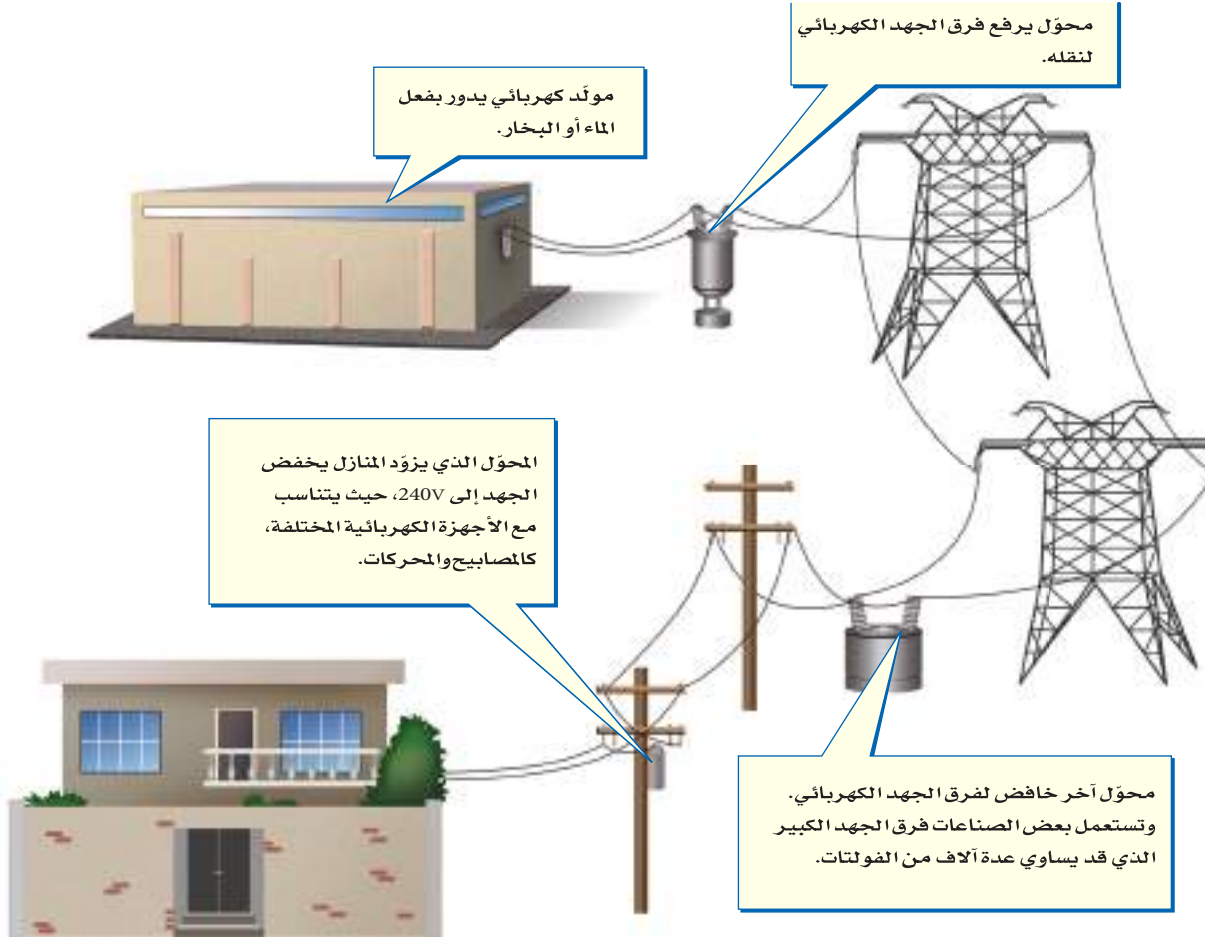 محوّل يرفع فرق الجهد الكهربائي
لنقله.
مولّد كهربائي يدور بفعل
الماء أو البخار.
المحوّل الذي يزوّد المنازل يخفض
الجهد إلى 240V، حيث يتناسب
مع الأجهزة الكهربائية المختلفة،
كالمصابيح والمحركات.
محوّل آخر خافض لفرق الجهد الكهربائي.
وتستعمل بعض الصناعات فرق الجهد الكبير
الذي قد يساوي عدة آلاف من الفولتات.